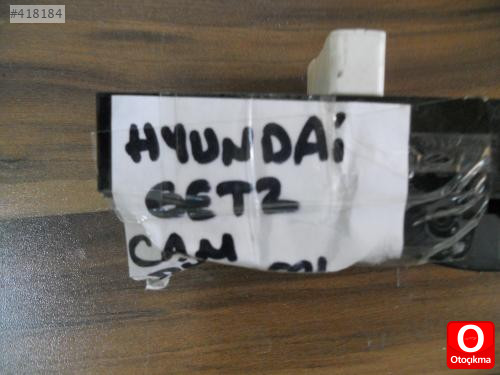 #418184
HYUNDAİ
GETZ
CAM
O
Otoçıkma